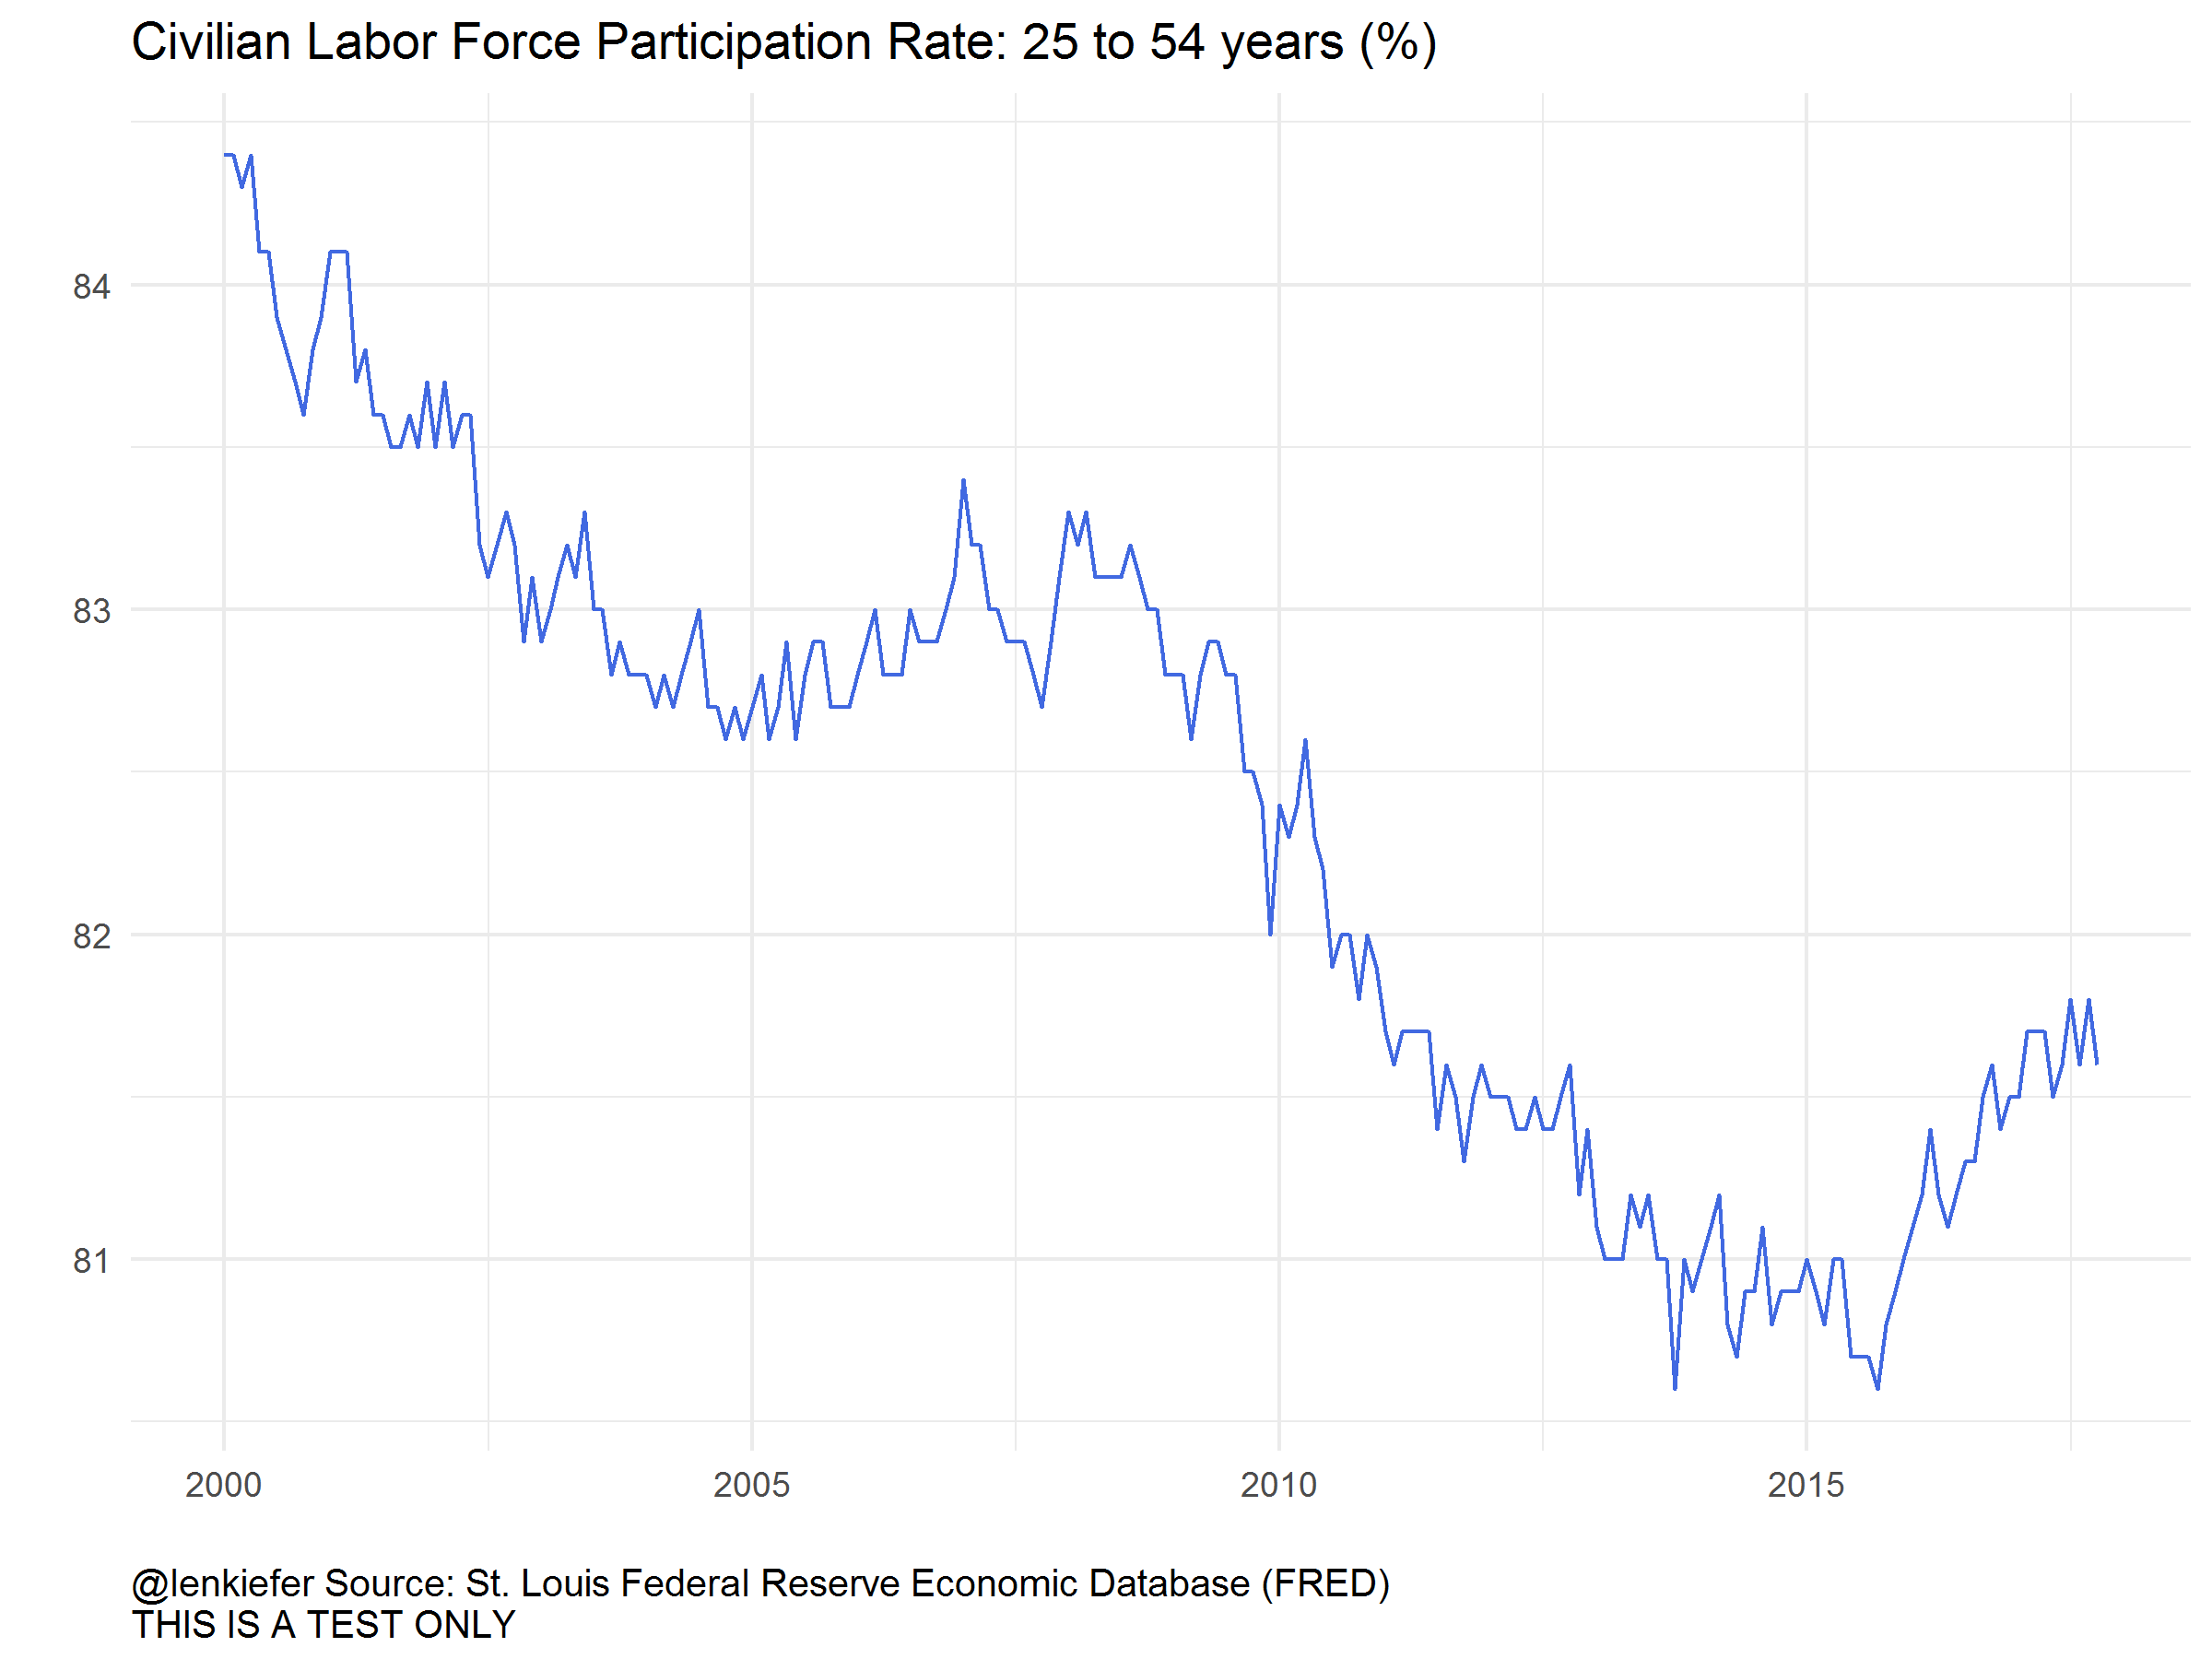 Civilian Labor Force Participation Rate: 25 to 54 years (%)
84
83
82
81
2000 2005 2010 2015
@lenkiefer Source: St. Louis Federal Reserve Economic Database (FRED)
THIS IS A TEST ONLY